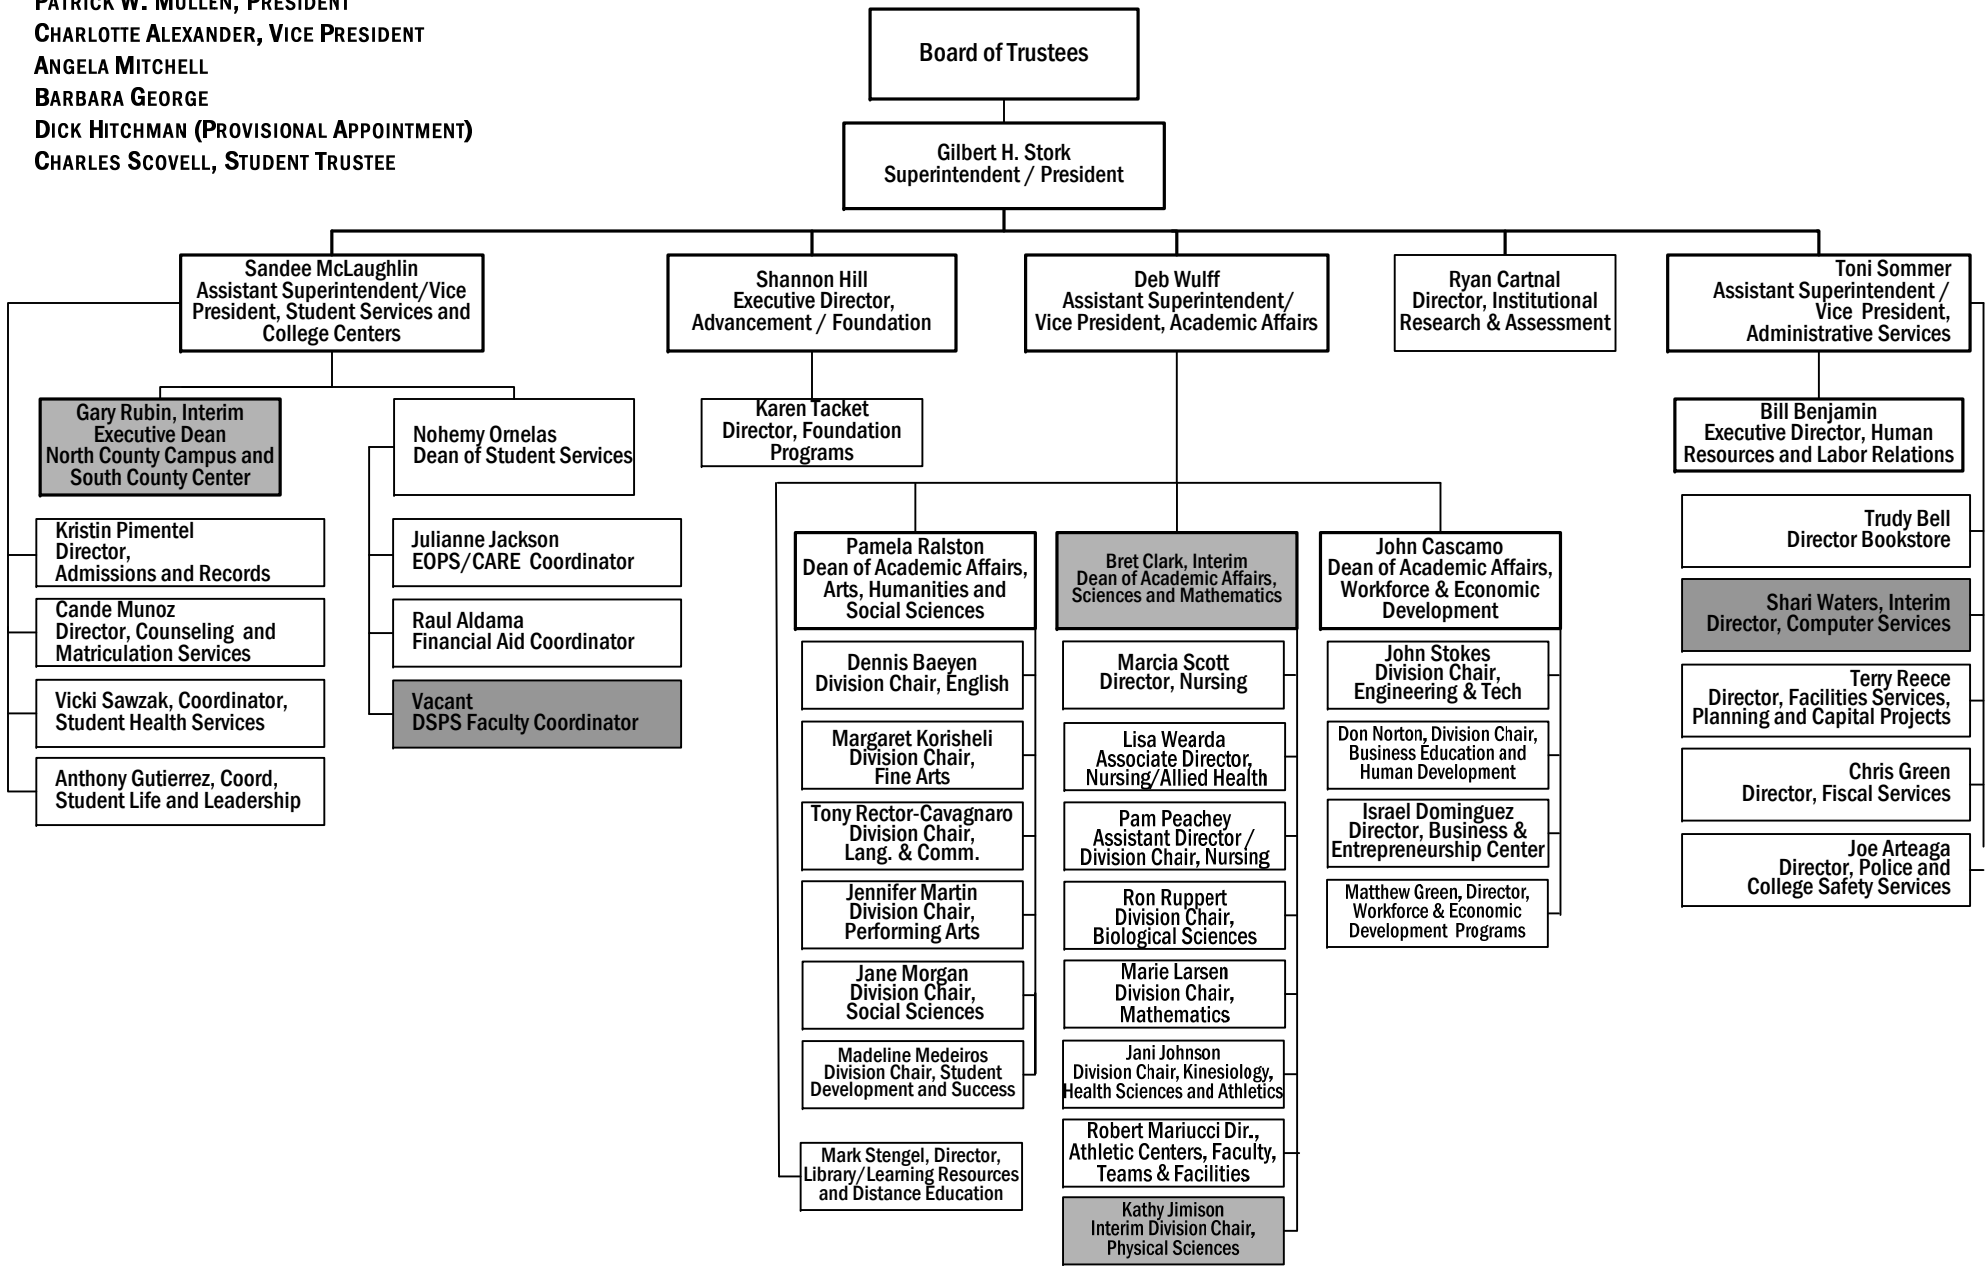 PATRICK W. MULLEN, PRESIDENT
CHARLOTTE ALEXANDER, VICE PRESIDENT
ANGELA MITCHELL
BARBARA GEORGE
DICK HITCHMAN (PROVISIONAL APPOINTMENT)
CHARLES SCOVELL, STUDENT TRUSTEE
Board of Trustees
Gilbert H. Stork
Superintendent / President
Sandee McLaughlin
Assistant Superintendent/Vice
President, Student Services and
College Centers
Shannon Hill
Executive Director,
Advancement / Foundation
Deb Wulff
Assistant Superintendent/
Vice President, Academic Affairs
Ryan Cartnal
Director, Institutional
Research & Assessment
Toni Sommer
Assistant Superintendent /
Vice President,
Administrative Services
Gary Rubin, Interim
Executive Dean
North County Campus and
South County Center
Nohemy Ornelas
Dean of Student Services
Karen Tacket
Director, Foundation
Programs
Bill Benjamin
Executive Director, Human
Resources and Labor Relations
Kristin Pimentel
Director,
Admissions and Records
Cande Munoz
Director, Counseling and
Matriculation Services
Vicki Sawzak, Coordinator,
Student Health Services
Anthony Gutierrez, Coord,
Student Life and Leadership
Julianne Jackson
EOPS/CARE Coordinator
Raul Aldama
Financial Aid Coordinator
Vacant
DSPS Faculty Coordinator
Pamela Ralston
Dean of Academic Affairs,
Arts, Humanities and
Social Sciences
Dennis Baeyen
Division Chair, English
Margaret Korisheli
Division Chair,
Fine Arts
Tony Rector-Cavagnaro
Division Chair,
Lang. & Comm.
Jennifer Martin
Division Chair,
Performing Arts
Jane Morgan
Division Chair,
Social Sciences
Madeline Medeiros
Division Chair, Student
Development and Success
Mark Stengel, Director,
Library/Learning Resources
and Distance Education
Bret Clark, Interim
Dean of Academic Affairs,
Sciences and Mathematics
Marcia Scott
Director, Nursing
Lisa Wearda
Associate Director,
Nursing/Allied Health
Pam Peachey
Assistant Director /
Division Chair, Nursing
Ron Ruppert
Division Chair,
Biological Sciences
Marie Larsen
Division Chair,
Mathematics
Jani Johnson
Division Chair, Kinesiology,
Health Sciences and Athletics
Robert Mariucci Dir.,
Athletic Centers, Faculty,
Teams & Facilities
Kathy Jimison
Interim Division Chair,
Physical Sciences
John Cascamo
Dean of Academic Affairs,
Workforce & Economic
Development
John Stokes
Division Chair,
Engineering & Tech
Don Norton, Division Chair,
Business Education and
Human Development
Israel Dominguez
Director, Business &
Entrepreneurship Center
Matthew Green, Director,
Workforce & Economic
Development Programs
Trudy Bell
Director Bookstore
Shari Waters, Interim
Director, Computer Services
Terry Reece
Director, Facilities Services,
Planning and Capital Projects
Chris Green
Director, Fiscal Services
Joe Arteaga
Director, Police and
College Safety Services